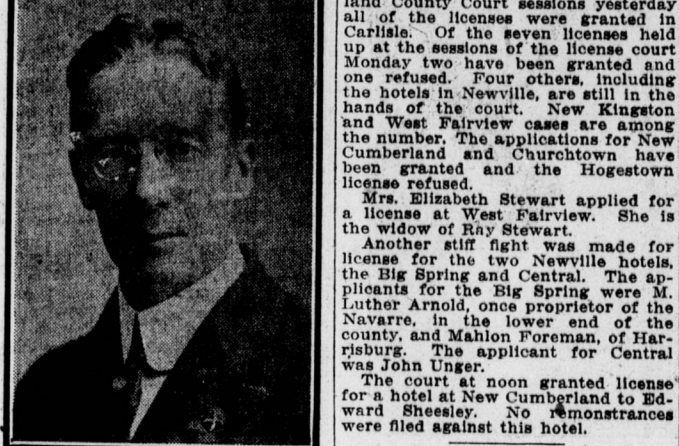 land County Court sessions yesterday
all of the licenses were granted in
Carlisle. Of the seven licenses held
up at the sessions of the license court
Monday two have been granted and
one refused. Four others, including
the hotels in Newville, are still in the
hands of the court. New Kingston
and West Fairview cases are among
the number. The applications for New
Cumberland and Churchtown have
been granted and the Hogestown
license refused.
Mrs. Elizabeth Stewart applied for
a license at West Fairview. She is
the widow of Ray Stewart.
Another stiff fight was made for
license for the two Newville hotels,
the Big Spring and Central. The ap-
plicants for the Big Spring were M.
Luther Arnold, once proprietor of the
Navarre, in the lower end of the
county, and Mahlon Foreman, of Har-
risburg. The applicant for Central
was John Unger.
The court at noon granted license
for a hotel at New Cumberland to Ed-
ward Sheesley. No remonstrances
were filed against this hotel.